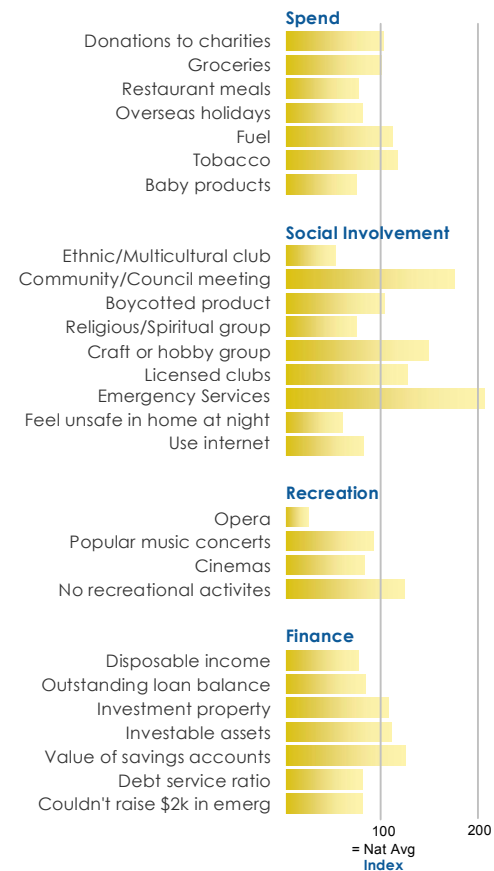 Spend
Donations to charities
Groceries
Restaurant meals
Overseas holidays
Fuel
Tobacco
Baby products
Social Involvement
Ethnic/Multicultural club
Community/Council meeting
Boycotted product
Religious/Spiritual group
Craft or hobby group
Licensed clubs
Emergency Services
Feel unsafe in home at night
Use internet
Recreation
Opera
Popular music concerts
Cinemas
No recreational activites
Finance
Disposable income
Outstanding loan balance
Investment property
Investable assets
Value of savings accounts
Debt service ratio
Couldn't raise $2k in emerg
100 200
= Nat Avg
Index